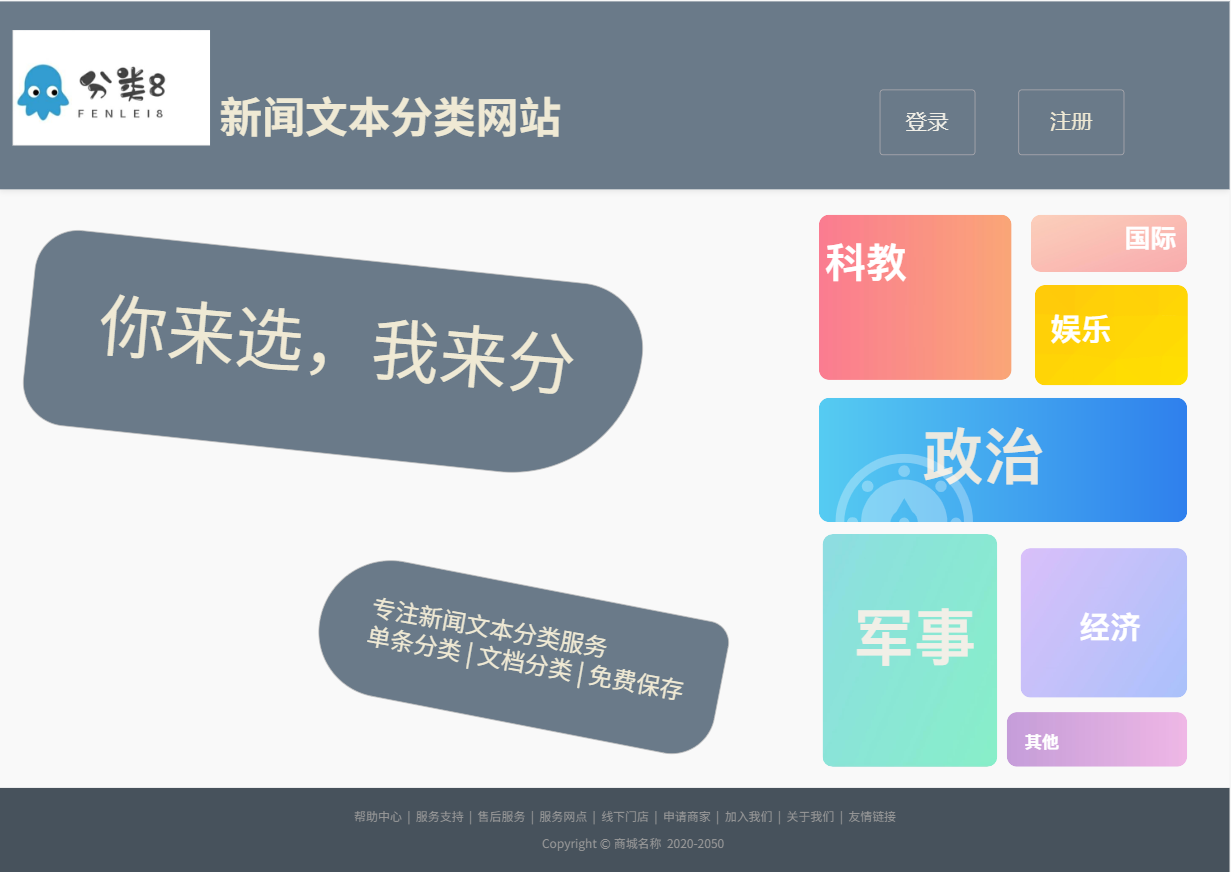 分类8
FENLEI8
新闻文本分类网站
登录
注册
你来选，我来分
专注新闻文本分类服务
单条分类 | 文档分类 | 免费保存
科教
国际
娱乐
政治
军事
经济
其他
帮助中心 | 服务支持 | 售后服务 | 服务网点 | 线下门店 | 申请商家 | 加入我们 | 关于我们 | 友情链接
Copyright © 商城名称 2020-2050